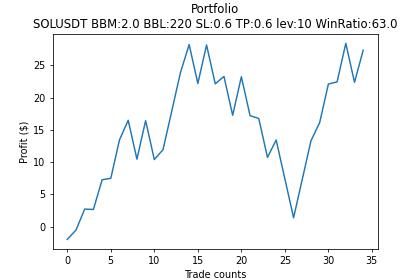 Portfolio
SOLUSDT BBM:2.0 BBL:220 SL:0.6 TP:0.6 lev:10 WinRatio:63.0
Profit ($)
25
20
15
10
5
0
0 5 10 15 20 25 30 35
Trade counts